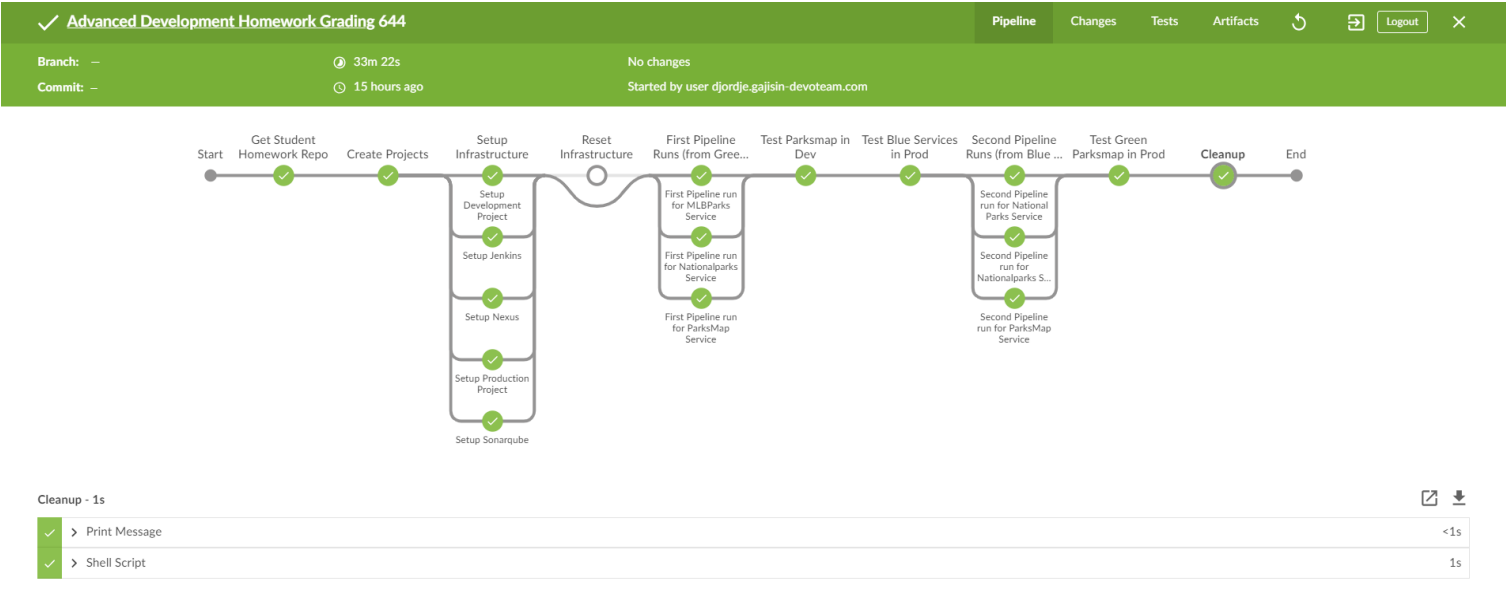 Advanced Development Homework Grading 644
Pipeline
Changes
Tests
Artifacts
Logout
Branch: —
33m 22s
No changes
Commit: –
15 hours ago
Started by user djordje.gajisin-devoteam.com
Start
Get Student
Homework Repo
Create Projects
Setup
Infrastructure
Reset
Infrastructure
First Pipeline
Runs (from Gree...
Test Parksmap in
Dev
Test Blue Services
in Prod
Second Pipeline
Runs (from Blue ...
Test Green
Parksmap in Prod
Cleanup
End
Setup
Development
Project
Setup Jenkins
Setup Nexus
Setup Production
Project
Setup Sonarqube
First Pipeline run
for MLBParks
Service
First Pipeline run
for Nationalparks
Service
First Pipeline run
for ParksMap
Service
Second Pipeline
run for National
Parks Service
Second Pipeline
run for
Nationalparks S...
Second Pipeline
run for ParksMap
Service
Cleanup - 1s
Print Message
<1s
Shell Script
1s